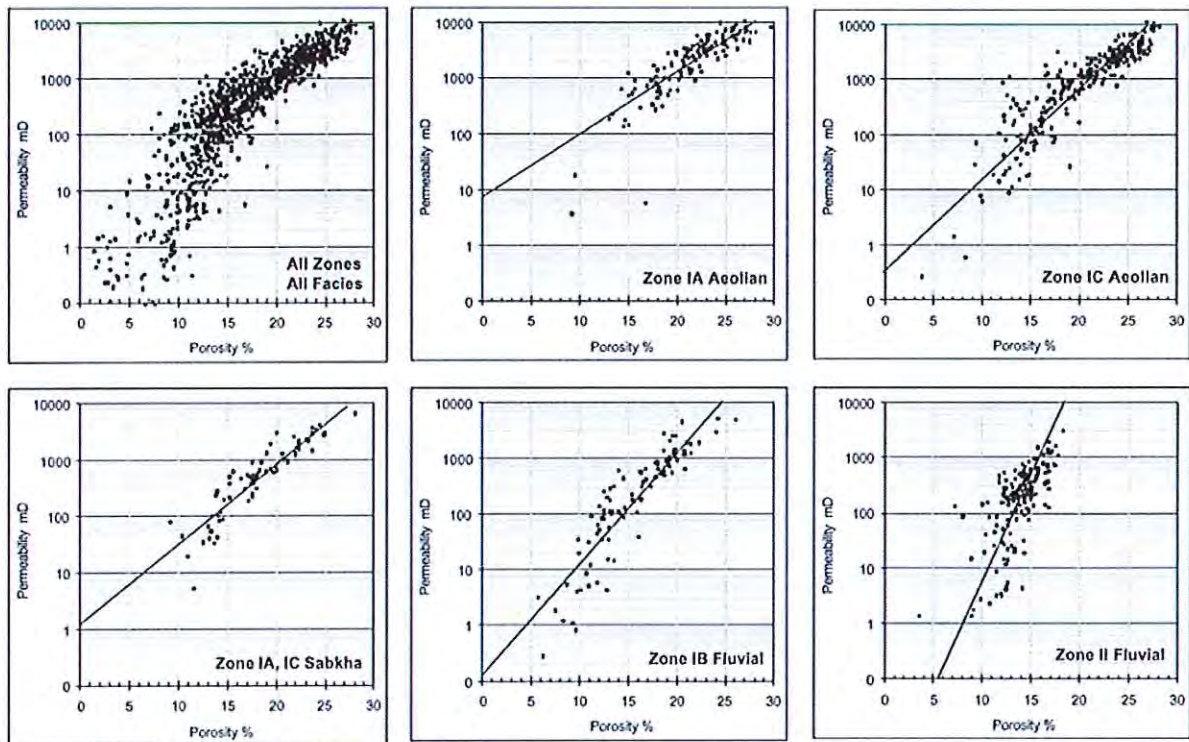 10000
1000
100
10
1
0
Permeability mD
0 5 10 15 20 25 30
Porosity %
All Zones
All Facies
10000
1000
100
10
1
0
Permeability mD
0 5 10 15 20 25 30
Porosity %
Zone IA Aeolian
10000
1000
100
10
1
0
Permeability mD
0 5 10 15 20 25 30
Porosity %
Zone IC Aeolian
10000
1000
100
10
1
0
Permeability mD
0 5 10 15 20 25 30
Porosity %
Zone IA, IC Sabkha
10000
1000
100
10
1
0
Permeability mD
0 5 10 15 20 25 30
Porosity %
Zone IB Fluvial
10000
1000
100
10
1
0
Permeability mD
0 5 10 15 20 25 30
Porosity %
Zone II Fluvial